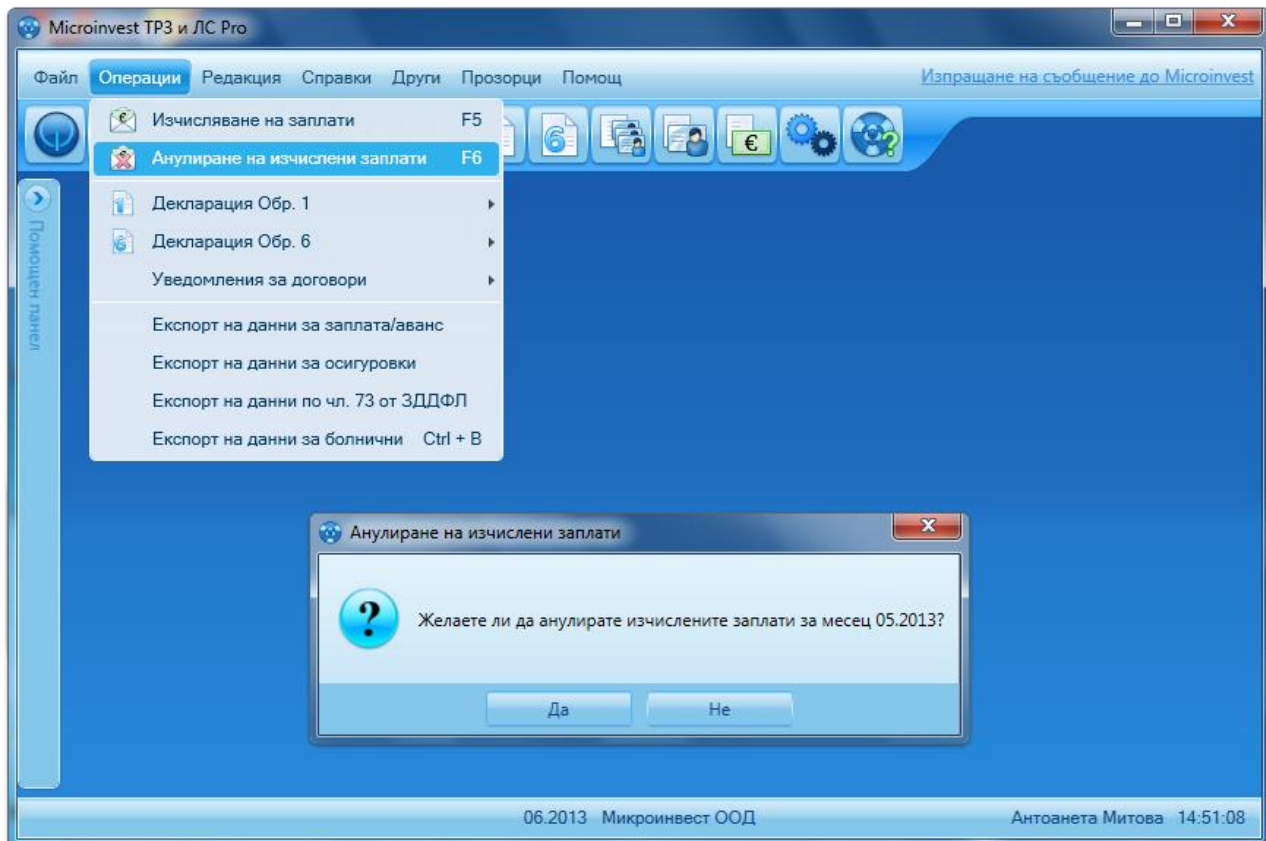 Microinvest ТРЗ и ЛС Pro
Файл Операции Редакция Справки Други Прозорци Помощ Изпращане на съобщение до Microinvest
Изчисляване на заплати F5
Анулиране на изчислени заплати F6
Декларация Обр. 1
Декларация Обр. 6
Уведомления за договори
Експорт на данни за заплата/аванс
Експорт на данни за осигуровки
Експорт на данни по чл. 73 от ЗДДФЛ
Експорт на данни за болнични Ctrl + B
Помощен панел
Анулиране на изчислени заплати
Желаете ли да анулирате изчислените заплати за месец 05.2013?
Да Не
06.2013 Микроинвест ООД Антоанета Митова 14:51:08